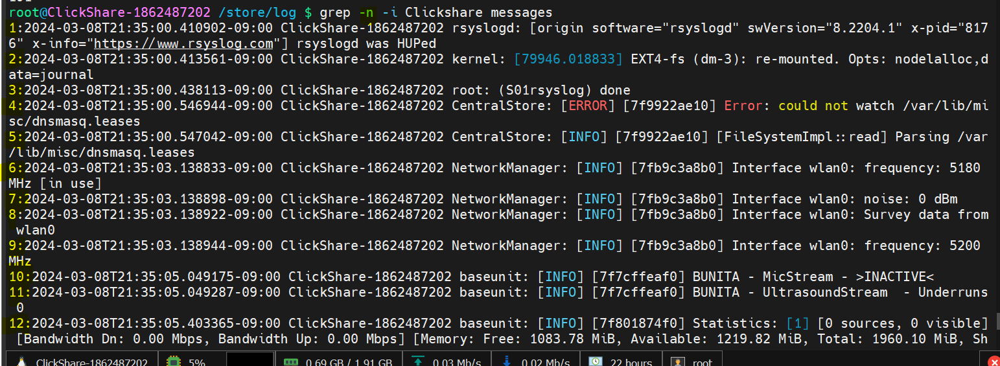 root@ClickShare-1862487202 /store/log $ grep -n -i Clickshare messages
1:2024-03-08T21:35:00.410902-09:00 ClickShare-1862487202 rsyslogd: [origin software="rsyslogd" swVersion="8.2204.1" x-pid="817
6" x-info="https://www.rsyslog.com"] rsyslogd was HUPed
2:2024-03-08T21:35:00.413561-09:00 ClickShare-1862487202 kernel: [79946.018833] EXT4-fs (dm-3): re-mounted. Opts: nodelalloc,d
ata=journal
3:2024-03-08T21:35:00.438113-09:00 ClickShare-1862487202 root: (S01rsyslog) done
4:2024-03-08T21:35:00.546944-09:00 ClickShare-1862487202 CentralStore: [ERROR] [7f9922ae10] Error: could not watch /var/lib/mi
sc/dnsmasq.leases
5:2024-03-08T21:35:00.547042-09:00 ClickShare-1862487202 CentralStore: [INFO] [7f9922ae10] [FileSystemImpl::read] Parsing /var
/lib/misc/dnsmasq.leases
6:2024-03-08T21:35:03.138833-09:00 ClickShare-1862487202 NetworkManager: [INFO] [7fb9c3a8b0] Interface wlan0: frequency: 5180
MHz [in use]
7:2024-03-08T21:35:03.138898-09:00 ClickShare-1862487202 NetworkManager: [INFO] [7fb9c3a8b0] Interface wlan0: noise: 0 dBm
8:2024-03-08T21:35:03.138922-09:00 ClickShare-1862487202 NetworkManager: [INFO] [7fb9c3a8b0] Interface wlan0: Survey data from
wlan0
9:2024-03-08T21:35:03.138944-09:00 ClickShare-1862487202 NetworkManager: [INFO] [7fb9c3a8b0] Interface wlan0: frequency: 5200
MHz
10:2024-03-08T21:35:05.049175-09:00 ClickShare-1862487202 baseunit: [INFO] [7f7cffeaf0] BUNITA - MicStream - >INACTIVE<
11:2024-03-08T21:35:05.049287-09:00 ClickShare-1862487202 baseunit: [INFO] [7f7cffeaf0] BUNITA - UltrasoundStream  - Underruns
0
12:2024-03-08T21:35:05.403365-09:00 ClickShare-1862487202 baseunit: [INFO] [7f801874f0] Statistics: [1] [0 sources, 0 visible]
[Bandwidth Dn: 0.00 Mbps, Bandwidth Up: 0.00 Mbps] [Memory: Free: 1083.78 MiB, Available: 1219.82 MiB, Total: 1960.10 MiB, Sh
ClickShare-1862487202 5% 0.69 GB / 1.91 GB 0.03 Mb/s 0.02 Mb/s 22 hours root